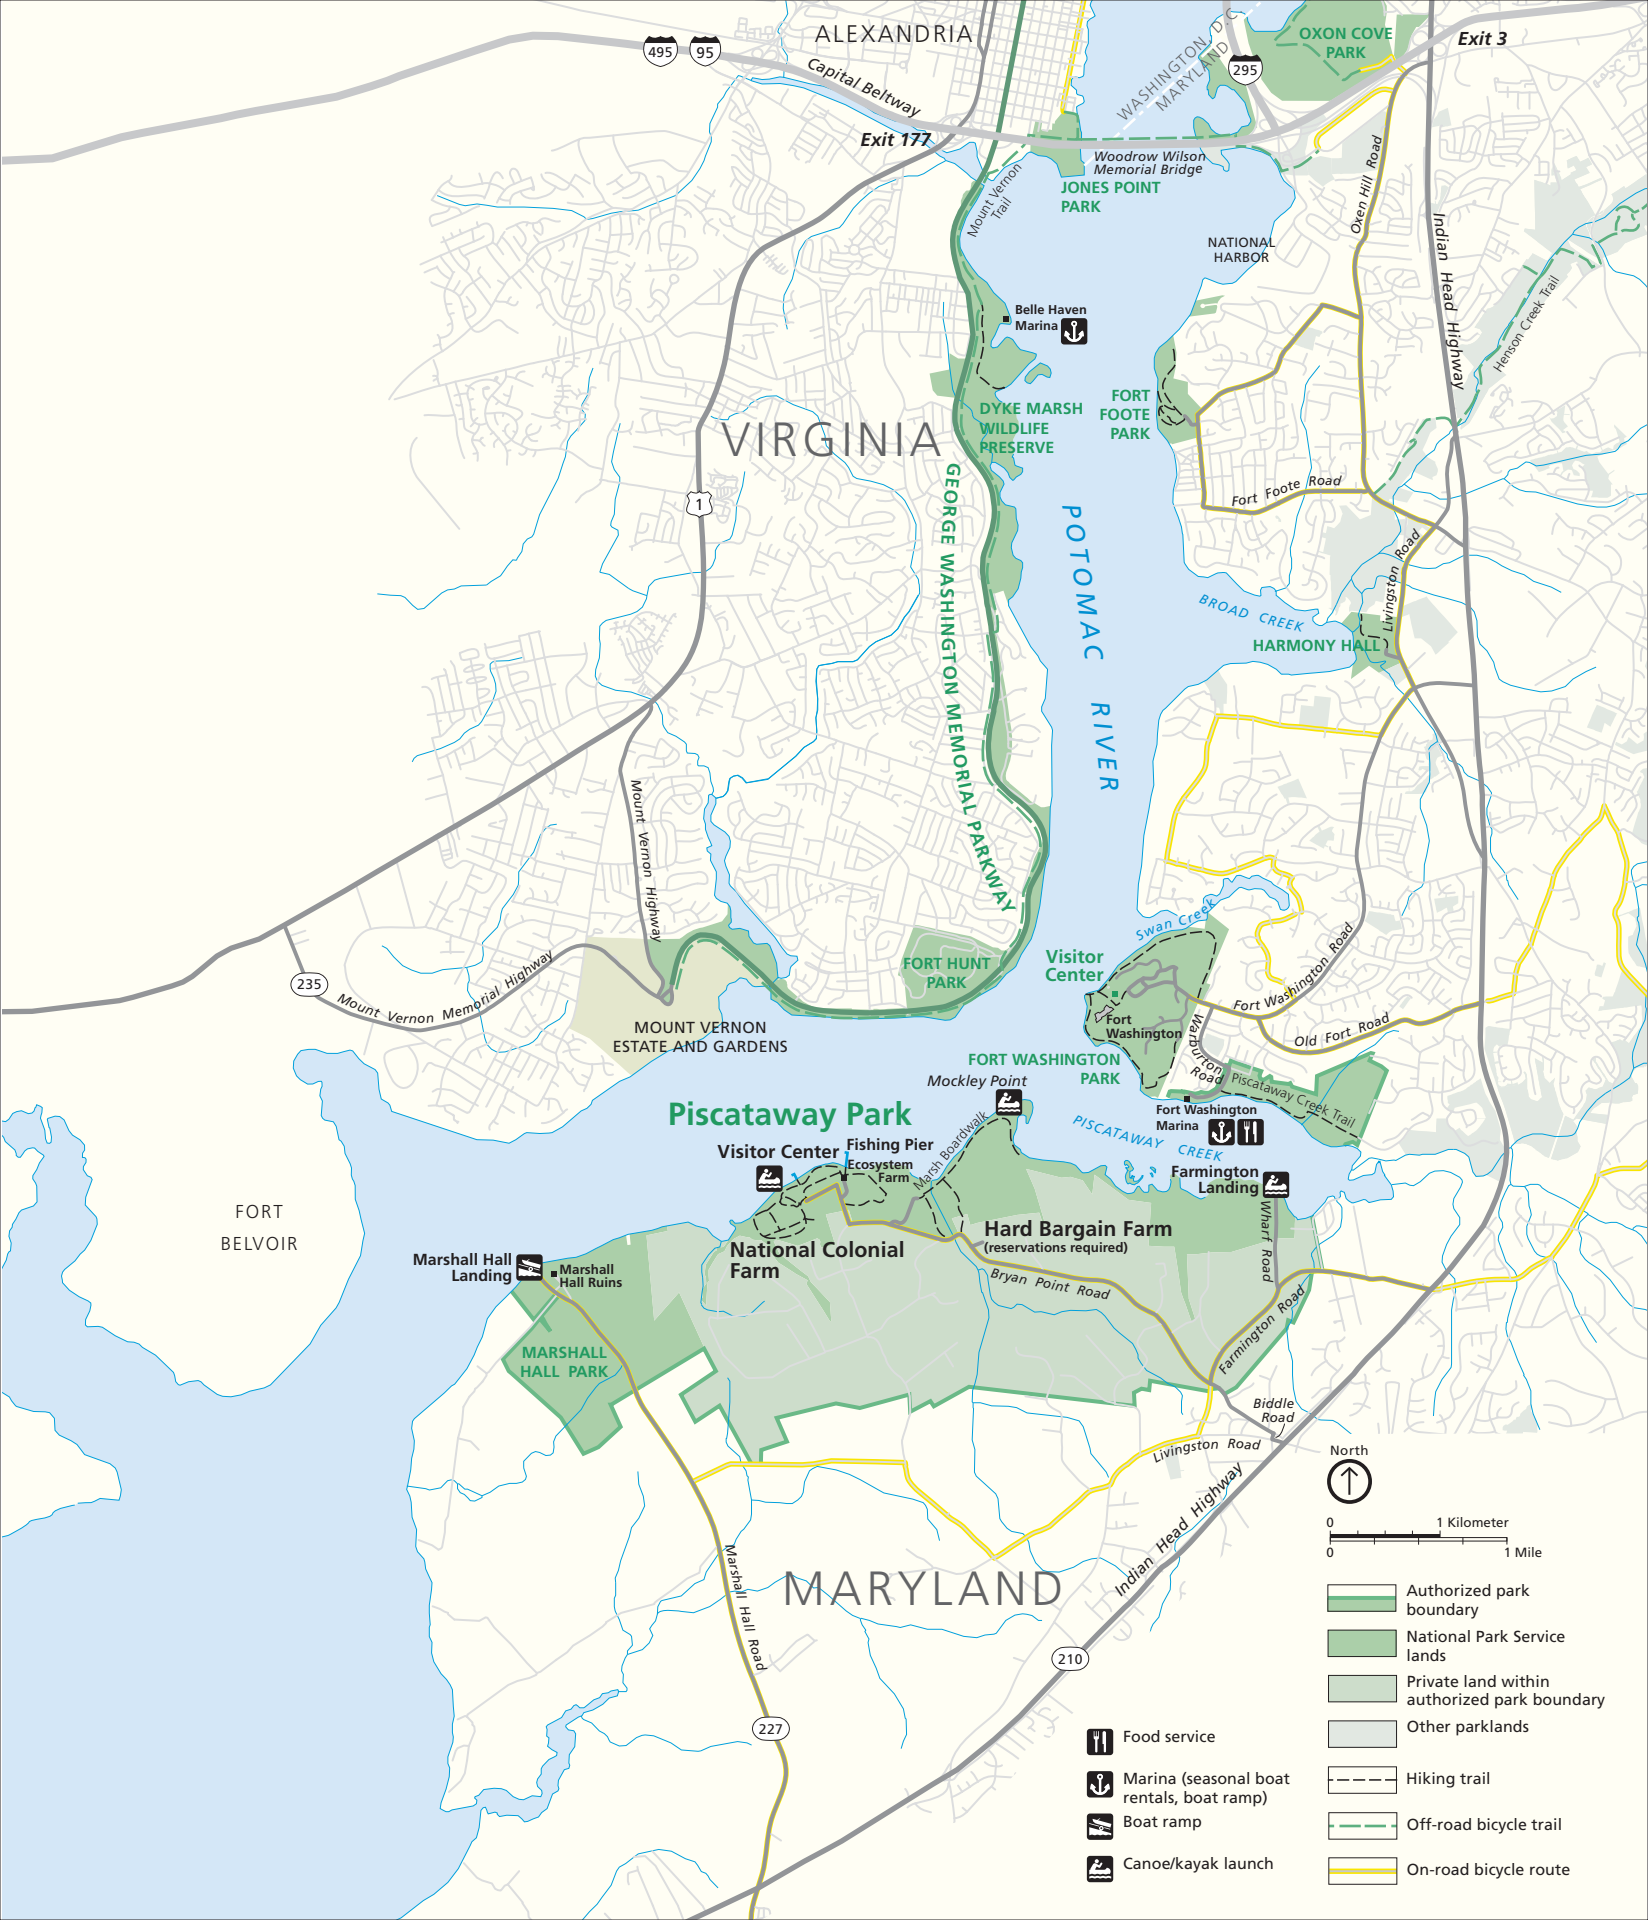 ALEXANDRIA
495
95
Capital Beltway
Exit 177
WASHINGTON, D.C.
MARYLAND
295
OXON COVE
PARK
Exit 3
Woodrow Wilson
Memorial Bridge
JONES POINT
PARK
Mount Vernon
Trail
NATIONAL
HARBOR
Oxen Hill Road
Indian Head Highway
Henson Creek Trail
Belle Haven
Marina
DYKE MARSH
WILDLIFE
PRESERVE
FORT
FOOTE
PARK
VIRGINIA
1
Fort Foote Road
GEORGE WASHINGTON MEMORIAL PARKWAY
POTOMAC RIVER
BROAD CREEK
Livingston Road
HARMONY HALL
Mount Vernon Highway
235
Mount Vernon Memorial Highway
MOUNT VERNON
ESTATE AND GARDENS
FORT HUNT
PARK
Swan Creek
Visitor
Center
Fort
Washington
Fort Washington Road
Old Fort Road
Warburton
Road
Piscataway Creek Trail
FORT WASHINGTON
PARK
Mockley Point
Fort Washington
Marina
PISCATAWAY CREEK
Piscataway Park
Visitor Center
Fishing Pier
Ecosystem
Farm
Marsh Boardwalk
Farmington
Landing
Wharf Road
National Colonial
Farm
Hard Bargain Farm
(reservations required)
Bryan Point Road
Farmington Road
FORT
BELVOIR
Marshall Hall
Landing
Marshall
Hall Ruins
MARSHALL
HALL PARK
Biddle
Road
Livingston Road
Indian Head Highway
Marshall Hall Road
MARYLAND
210
227
North
0 1 Kilometer
0 1 Mile
Authorized park
boundary
National Park Service
lands
Private land within
authorized park boundary
Other parklands
Hiking trail
Off-road bicycle trail
On-road bicycle route
Food service
Marina (seasonal boat
rentals, boat ramp)
Boat ramp
Canoe/kayak launch